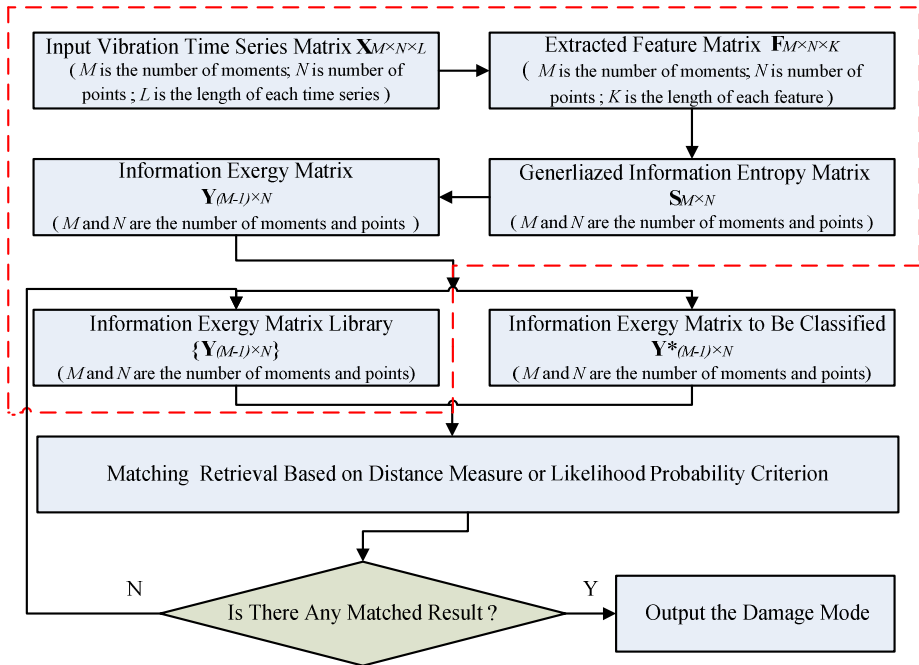 Input Vibration Time Series Matrix XM×N×L
( M is the number of moments; N is number of
points ; L is the length of each time series )
Extracted Feature Matrix FM×N×K
( M is the number of moments; N is number of
points ; K is the length of each feature )
Information Exergy Matrix
Y(M-1)×N
( M and N are the number of moments and points )
Generliazed Information Entropy Matrix
SM×N
( M and N are the number of moments and points )
Information Exergy Matrix Library
{Y(M-1)×N}
(M and N are the number of moments and points)
Information Exergy Matrix to Be Classified
Y*(M-1)×N
(M and N are the number of moments and points)
Matching Retrieval Based on Distance Measure or Likelihood Probability Criterion
N
Is There Any Matched Result ?
Y
Output the Damage Mode